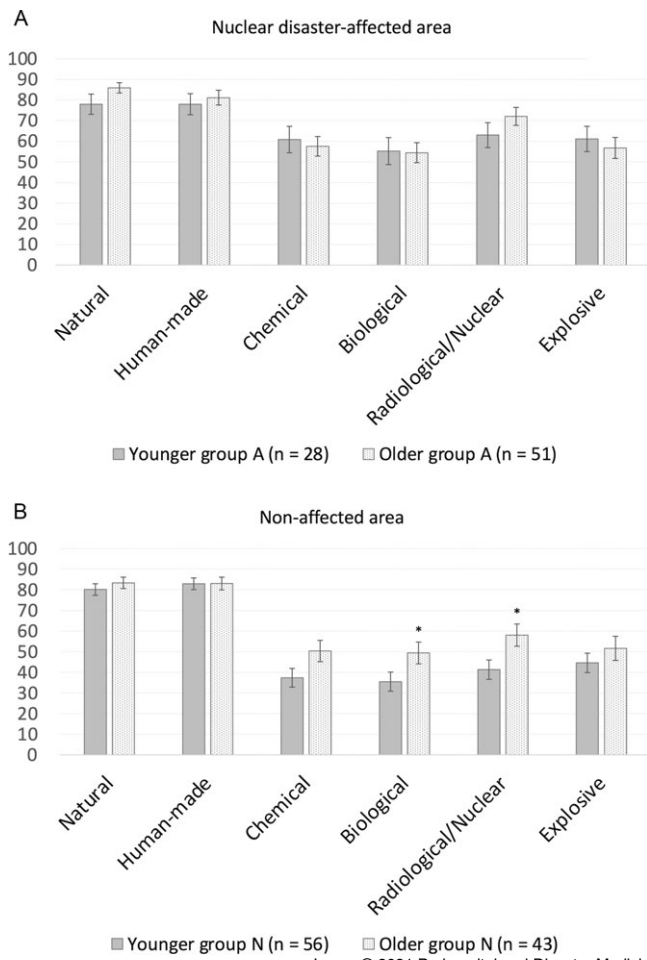 A
Nuclear disaster-affected area
100
90
80
70
60
50
40
30
20
10
0
Natural
Human-made
Chemical
Biological
Radiological/Nuclear
Explosive
Younger group A (n = 28) Older group A (n = 51)
B
Non-affected area
100
90
80
70
60
50
40
30
20
10
0
* *
Natural
Human-made
Chemical
Biological
Radiological/Nuclear
Explosive
Younger group N (n = 56) Older group N (n = 43)